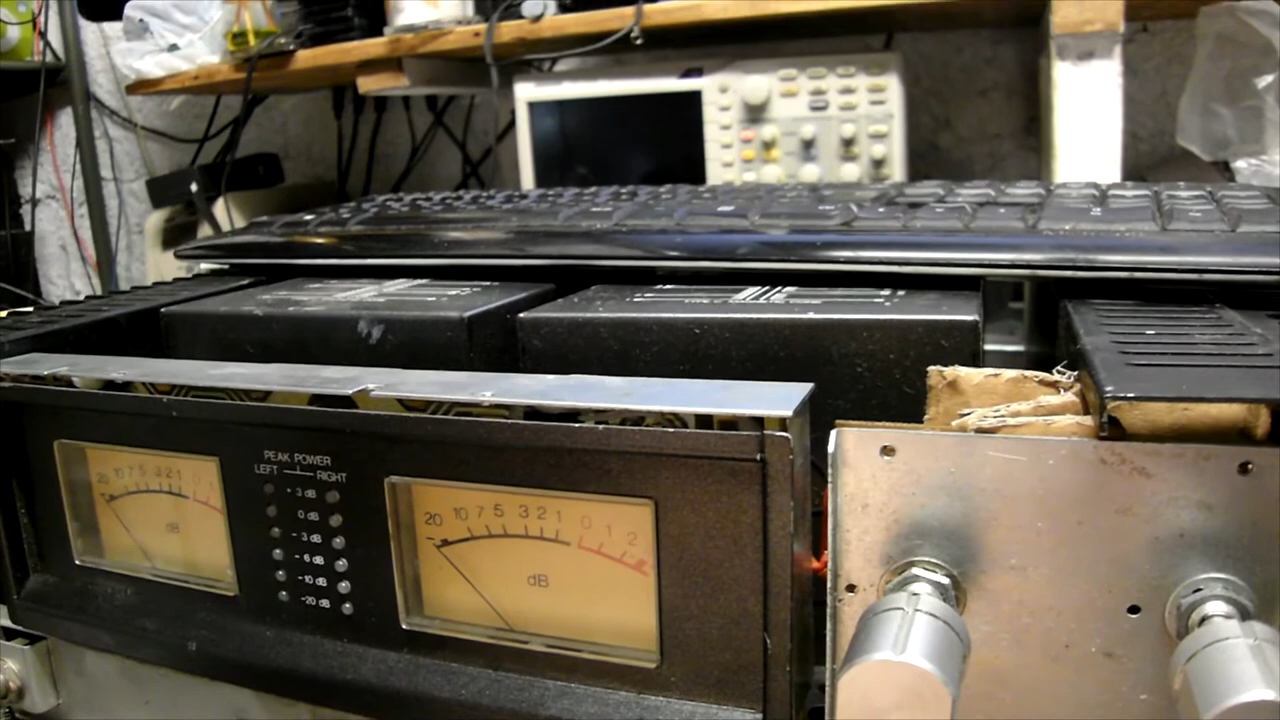 PEAK POWER
LEFT RIGHT
+ 3 dB
0 dB
- 3 dB
- 6 dB
-10 dB
-20 dB
20 10 7 5 3 2 1 0 1
dB
20 10 7 5 3 2 1 0 1 2
dB